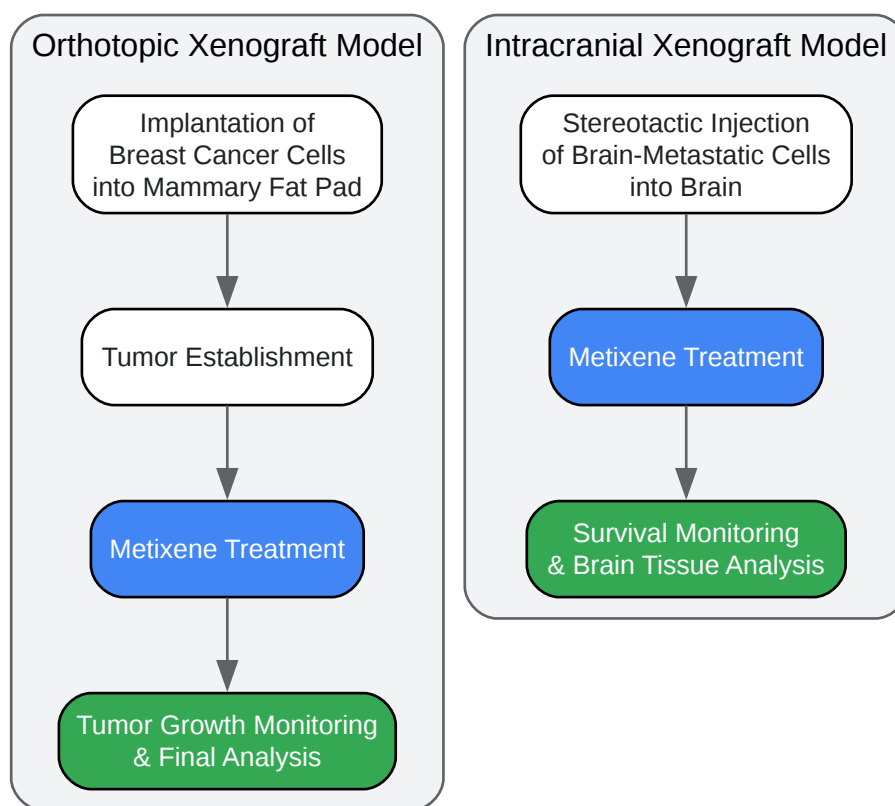 Orthotopic Xenograft Model
Implantation of
Breast Cancer Cells
into Mammary Fat Pad
Tumor Establishment
Metixene Treatment
Tumor Growth Monitoring
& Final Analysis
Intracranial Xenograft Model
Stereotactic Injection
of Brain-Metastatic Cells
into Brain
Metixene Treatment
Survival Monitoring
& Brain Tissue Analysis